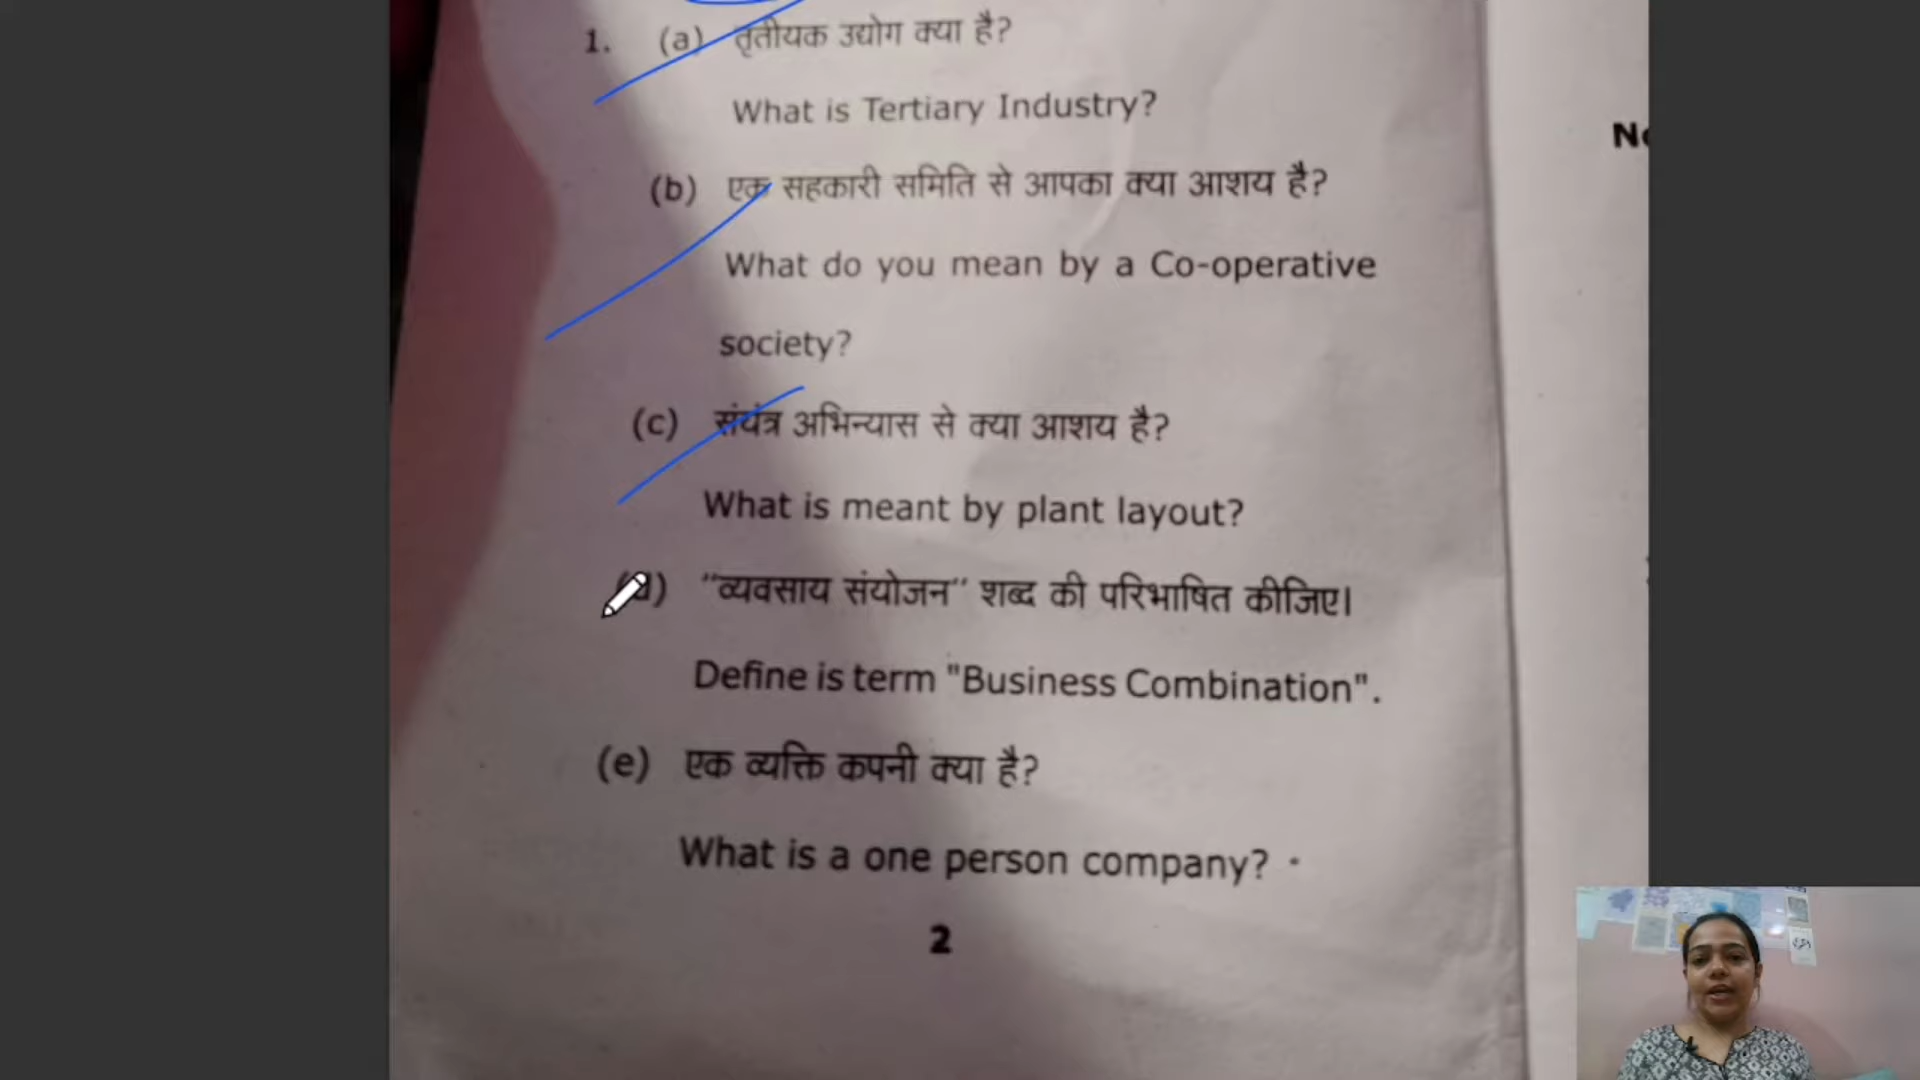 1. (a) तृतीयक उद्योग क्या है?
What is Tertiary Industry?
(b) एक सहकारी समिति से आपका क्या आशय है?
What do you mean by a Co-operative
society?
(c) संयंत्र अभिन्यास से क्या आशय है?
What is meant by plant layout?
(d) "व्यवसाय संयोजन" शब्द की परिभाषित कीजिए।
Define is term "Business Combination".
(e) एक व्यक्ति कपनी क्या है?
What is a one person company?
2